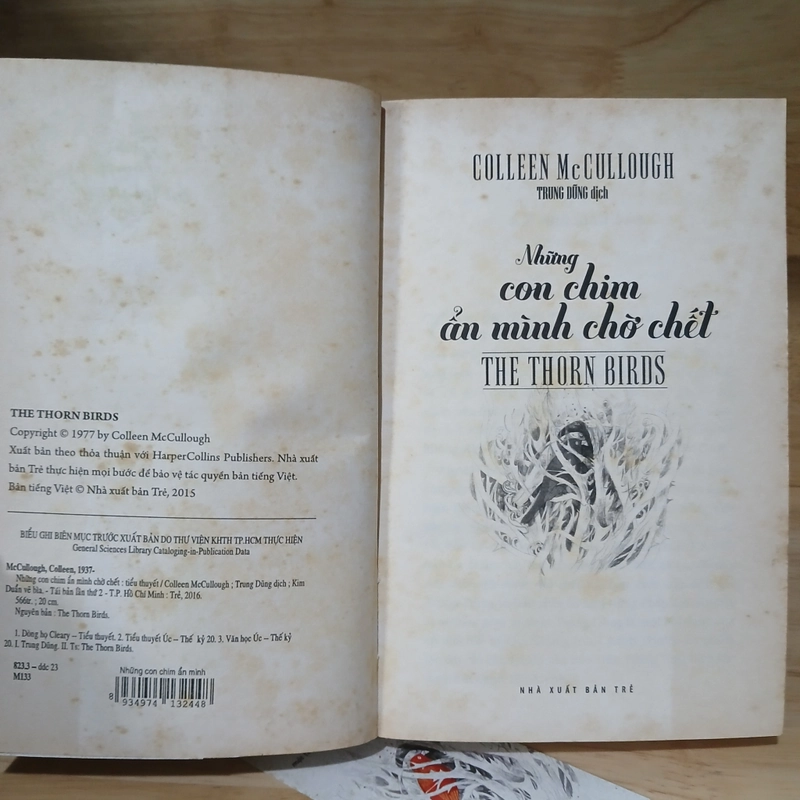 THE THORN BIRDS
Copyright © 1977 by Colleen McCullough
Xuất bản theo thỏa thuận với HarperCollins Publishers. Nhà xuất
bản Trẻ thực hiện mọi bước để bảo vệ tác quyền bản tiếng Việt.
Bản tiếng Việt © Nhà xuất bản Trẻ, 2015
BIỂU GHI BIÊN MỤC TRƯỚC XUẤT BẢN DO THƯ VIỆN KHTH TP.HCM THỰC HIỆN
General Sciences Library Cataloging-in-Publication Data
McCullough, Colleen, 1937-
Những con chim ẩn mình chờ chết : tiểu thuyết / Colleen McCullough ; Trung Dũng dịch ; Kim
Duẩn vẽ bìa. - Tái bản lần thứ 2 - T.P. Hồ Chí Minh : Trẻ, 2016.
566tr. ; 20 cm.
Nguyên bản : The Thorn Birds.
1. Dòng họ Cleary – Tiểu thuyết. 2. Tiểu thuyết Úc – Thế kỷ 20. 3. Văn học Úc – Thế kỷ
20. I. Trung Dũng. II. Ts: The Thorn Birds.
823.3 – ddc 23
M133
Những con chim ẩn mình
8 934974 132448
COLLEEN McCULLOUGH
TRUNG DŨNG dịch
Những
con chim
ẩn mình chờ chết
THE THORN BIRDS
NHÀ XUẤT BẢN TRẺ